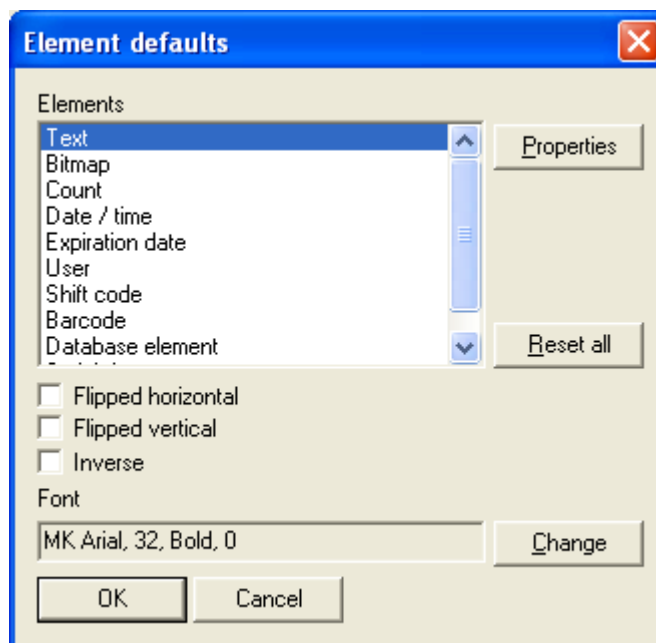 Element defaults
Elements
Text
Bitmap
Count
Date / time
Expiration date
User
Shift code
Barcode
Database element
Properties
Reset all
Flipped horizontal
Flipped vertical
Inverse
Font
MK Arial, 32, Bold, 0
Change
OK
Cancel